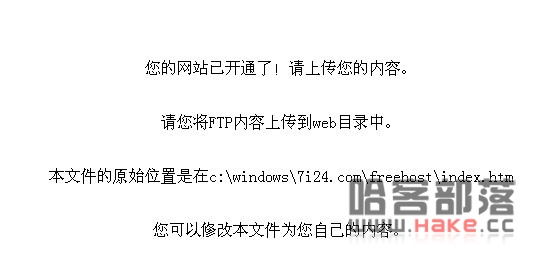 您的网站已开通了！请上传您的内容。
请您将FTP内容上传到web目录中。
本文件的原始位置是在c:\windows\7i24.com\freehost\index.htm
您可以修改本文件为您自己的内容。
哈客部落
www.Hake.cc